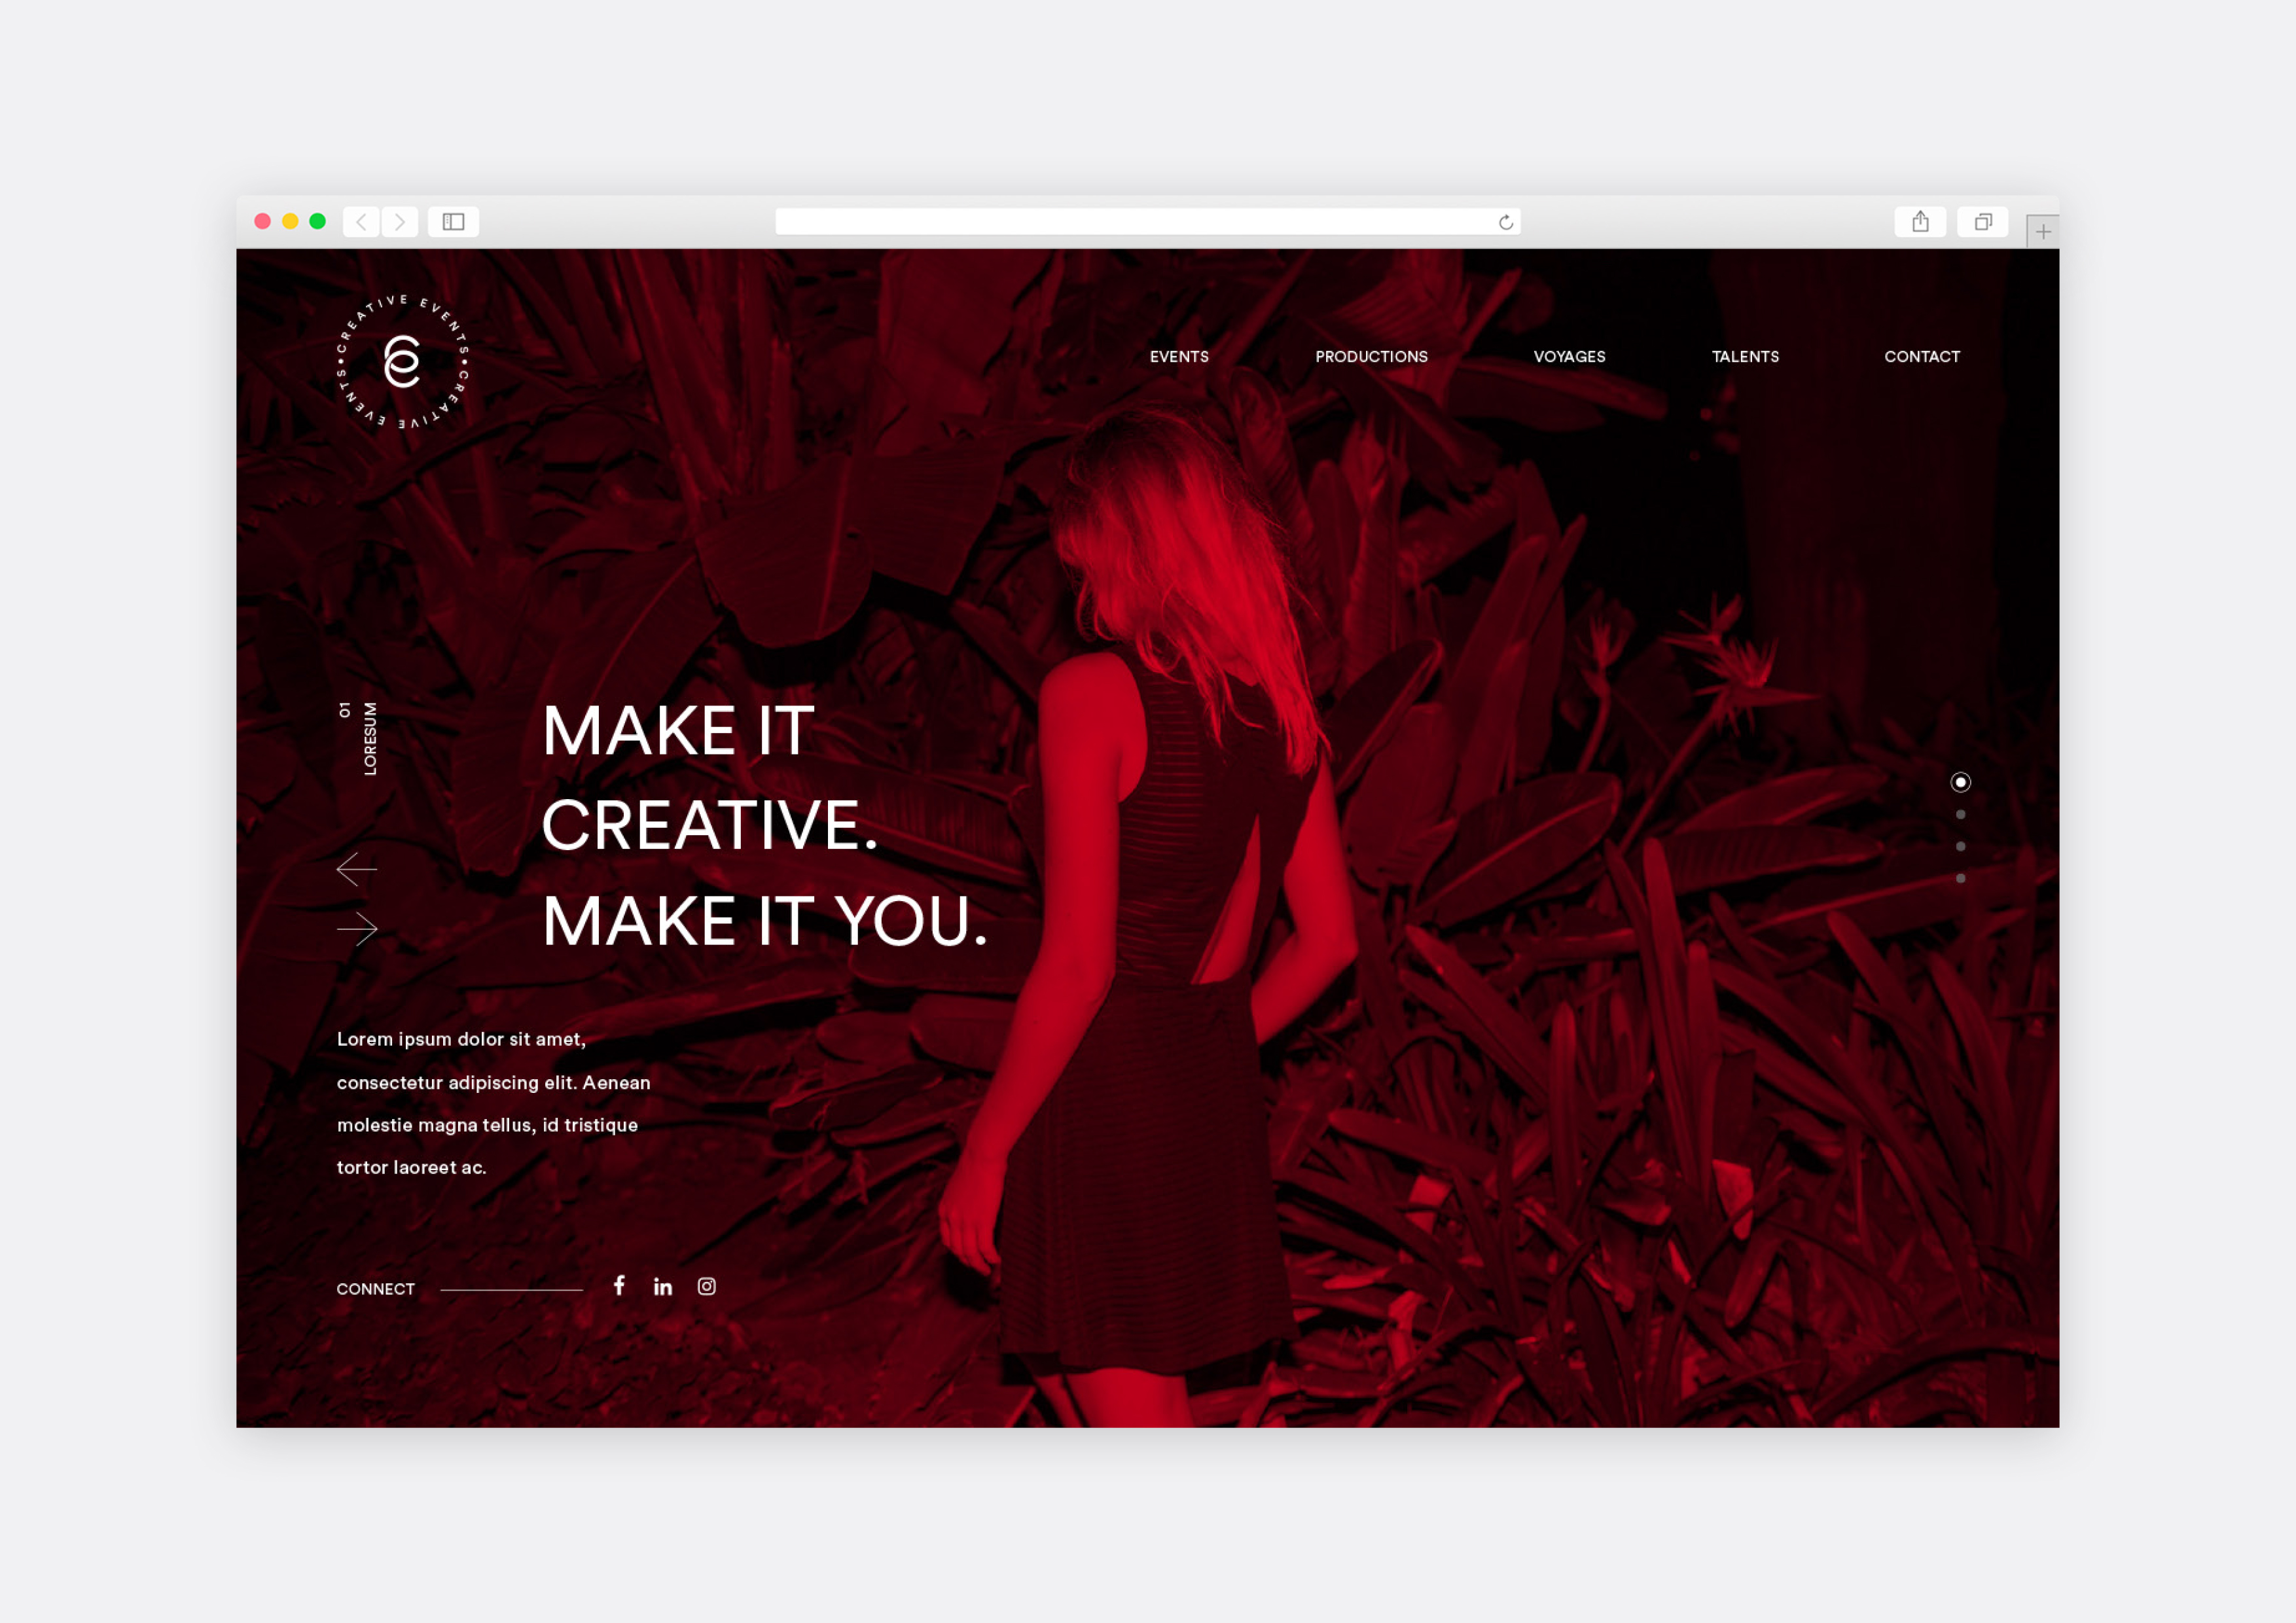 CREATIVE EVENTS • CREATIVE EVENTS •
EVENTS
PRODUCTIONS
VOYAGES
TALENTS
CONTACT
01
LORESUM
MAKE IT
CREATIVE.
MAKE IT YOU.
Lorem ipsum dolor sit amet,
consectetur adipiscing elit. Aenean
molestie magna tellus, id tristique
tortor laoreet ac.
CONNECT